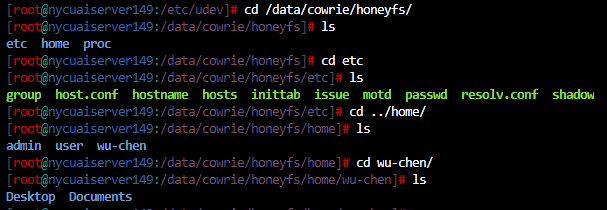 [root@nycuaiserver149:/etc/udev]# cd /data/cowrie/honeyfs/
[root@nycuaiserver149:/data/cowrie/honeyfs]# ls
etc home proc
[root@nycuaiserver149:/data/cowrie/honeyfs]# cd etc
[root@nycuaiserver149:/data/cowrie/honeyfs/etc]# ls
group host.conf hostname hosts inittab issue motd passwd resolv.conf shadow
[root@nycuaiserver149:/data/cowrie/honeyfs/etc]# cd ../home/
[root@nycuaiserver149:/data/cowrie/honeyfs/home]# ls
admin user wu-chen
[root@nycuaiserver149:/data/cowrie/honeyfs/home]# cd wu-chen/
[root@nycuaiserver149:/data/cowrie/honeyfs/home/wu-chen]# ls
Desktop Documents